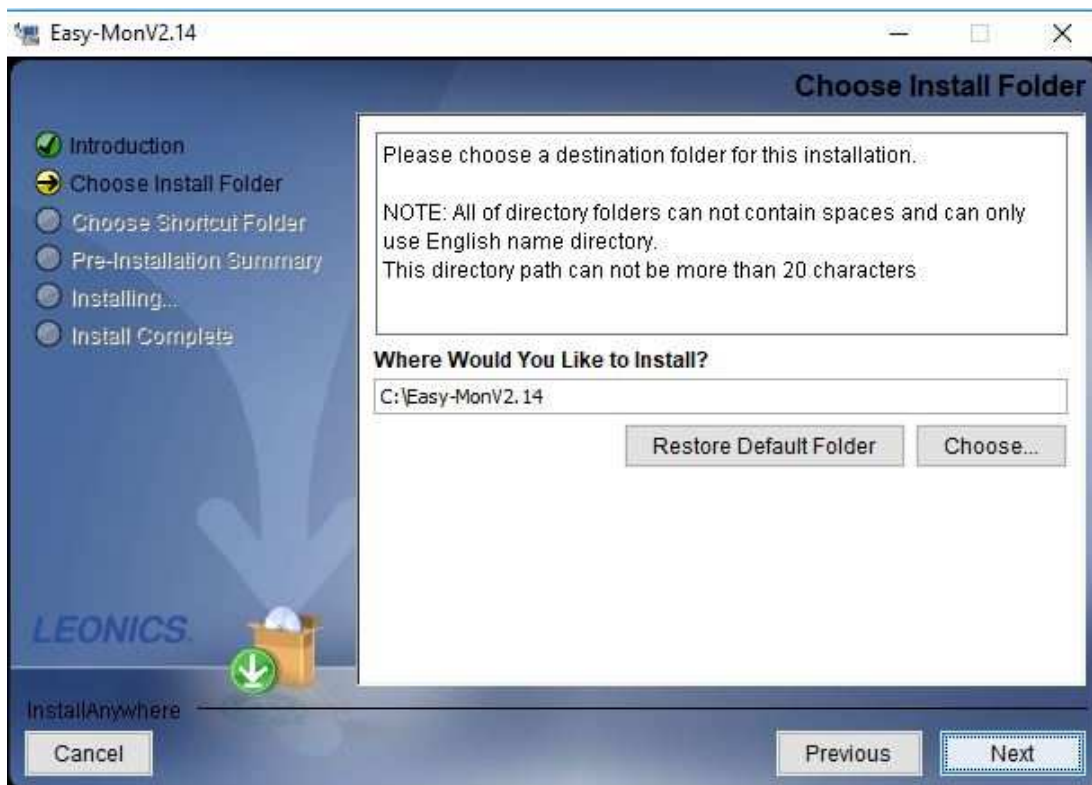 Easy-MonV2.14
Choose Install Folder
Introduction
Choose Install Folder
Choose Shortcut Folder
Pre-Installation Summary
Installing...
Install Complete
Please choose a destination folder for this installation.
NOTE: All of directory folders can not contain spaces and can only
use English name directory.
This directory path can not be more than 20 characters
Where Would You Like to Install?
C:\Easy-MonV2.14
Restore Default Folder
Choose...
LEONICS.
InstallAnywhere
Cancel
Previous
Next